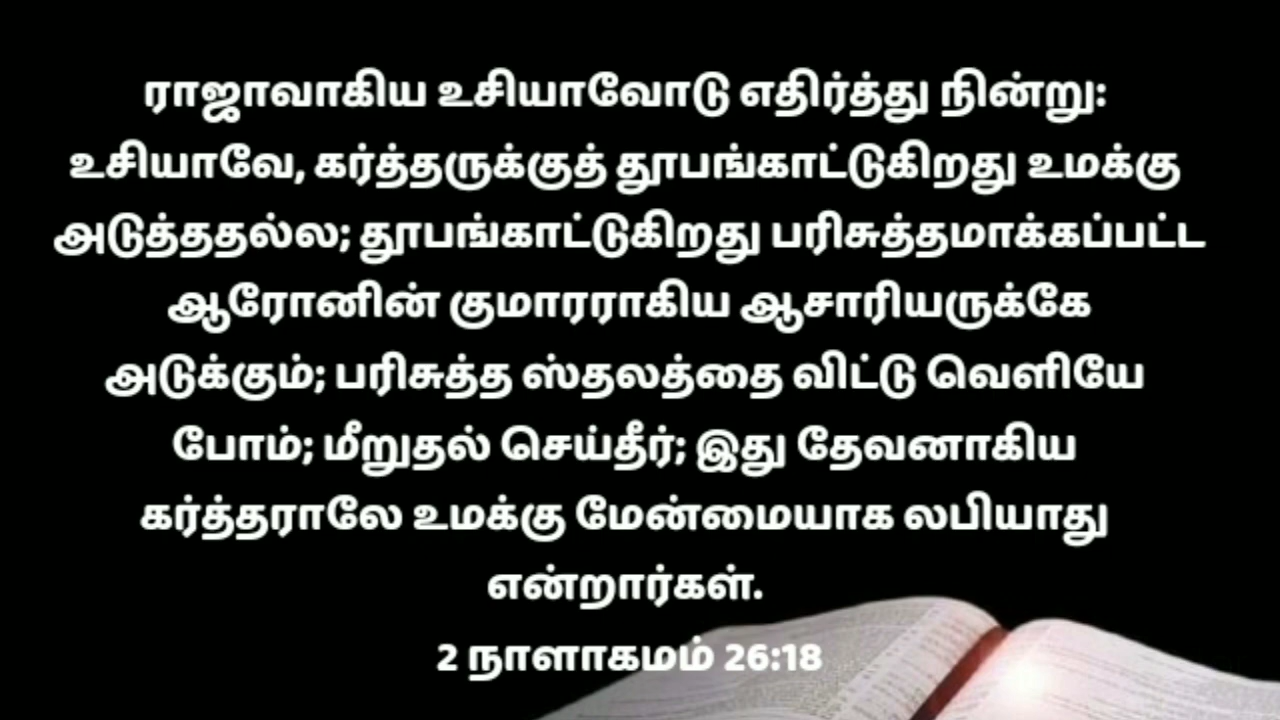 ராஜாவாகிய உசியாவோடு எதிர்த்து நின்று:
உசியாவே, கர்த்தருக்குத் தூபங்காட்டுகிறது உமக்கு
அடுத்ததல்ல; தூபங்காட்டுகிறது பரிசுத்தமாக்கப்பட்ட
ஆரோனின் குமாரராகிய ஆசாரியருக்கே
அடுக்கும்; பரிசுத்த ஸ்தலத்தை விட்டு வெளியே
போம்; மீறுதல் செய்தீர்; இது தேவனாகிய
கர்த்தராலே உமக்கு மேன்மையாக லபியாது
என்றார்கள்.
2 நாளாகமம் 26:18